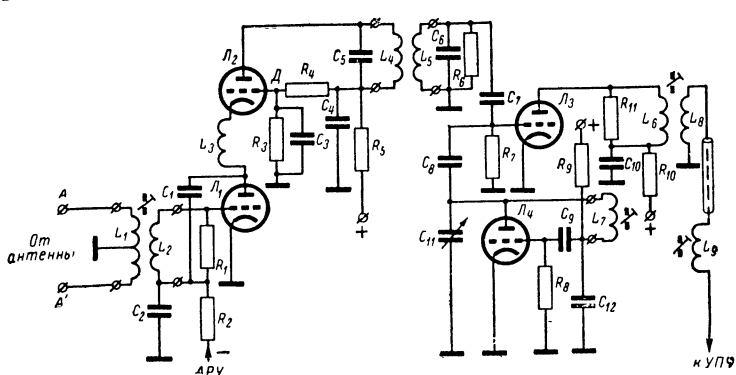 Л2
Д
R4
C5
L4
L5
C6
R6
C7
Л3
R11
L6
L8
L3
R3
C3
C4
R5
+
C8
R7
+
R9
C10
R10
+
A
C1
Л1
От
антенны
L1
L2
R1
A'
C2
R2
–
АРУ
C11
Л4
C9
L7
R8
C12
L9
к УПЧ